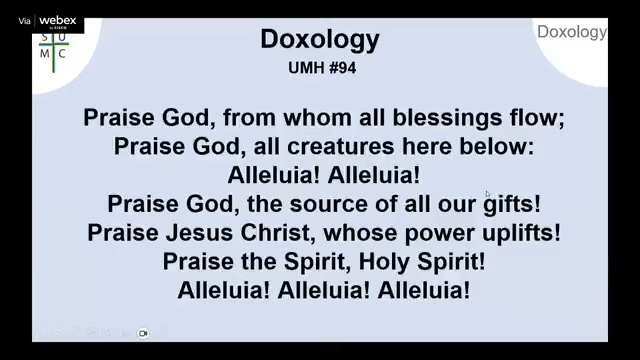 Via webex
by CISCO
S U
M C
Doxology
Doxology
UMH #94
Praise God, from whom all blessings flow;
Praise God, all creatures here below:
Alleluia! Alleluia!
Praise God, the source of all our gifts!
Praise Jesus Christ, whose power uplifts!
Praise the Spirit, Holy Spirit!
Alleluia! Alleluia! Alleluia!